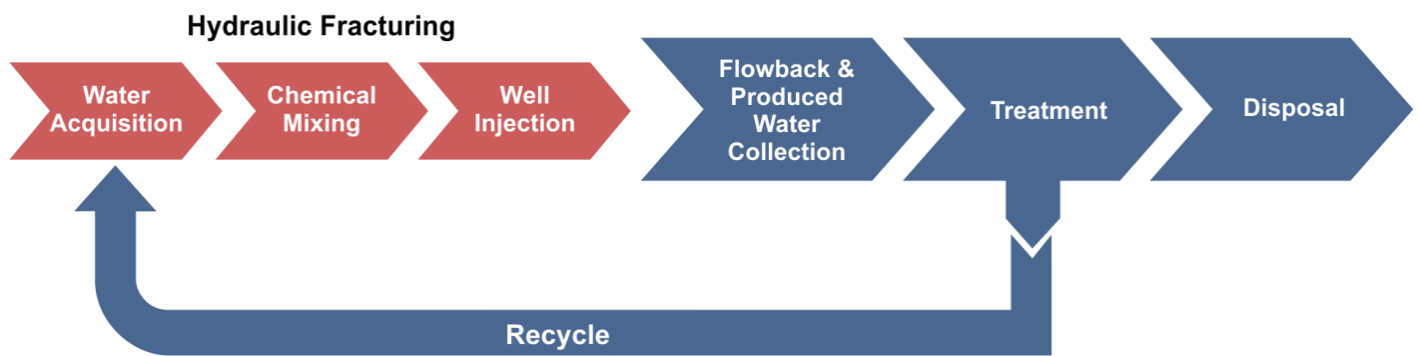 Hydraulic Fracturing
Water
Acquisition
Chemical
Mixing
Well
Injection
Flowback &
Produced
Water
Collection
Treatment
Disposal
Recycle